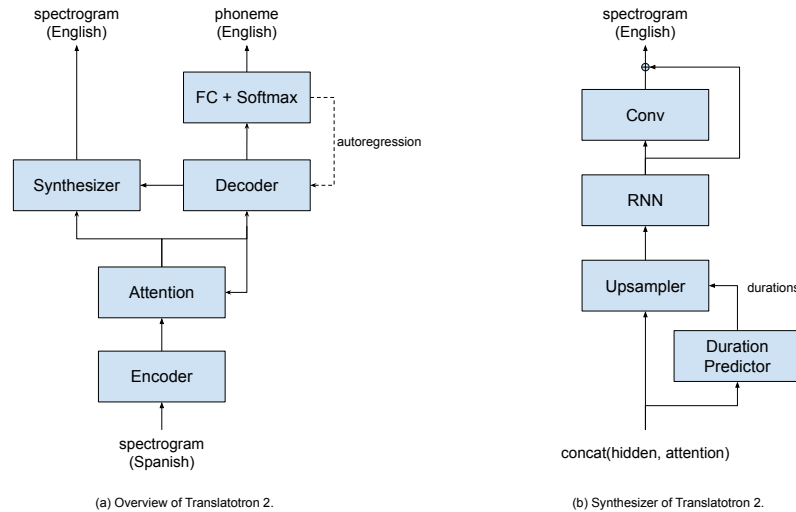 spectrogram
(English)
phoneme
(English)
FC + Softmax
autoregression
Synthesizer
Decoder
Attention
Encoder
spectrogram
(Spanish)
(a) Overview of Translatotron 2.
spectrogram
(English)
Conv
RNN
Upsampler
durations
Duration
Predictor
concat(hidden, attention)
(b) Synthesizer of Translatotron 2.